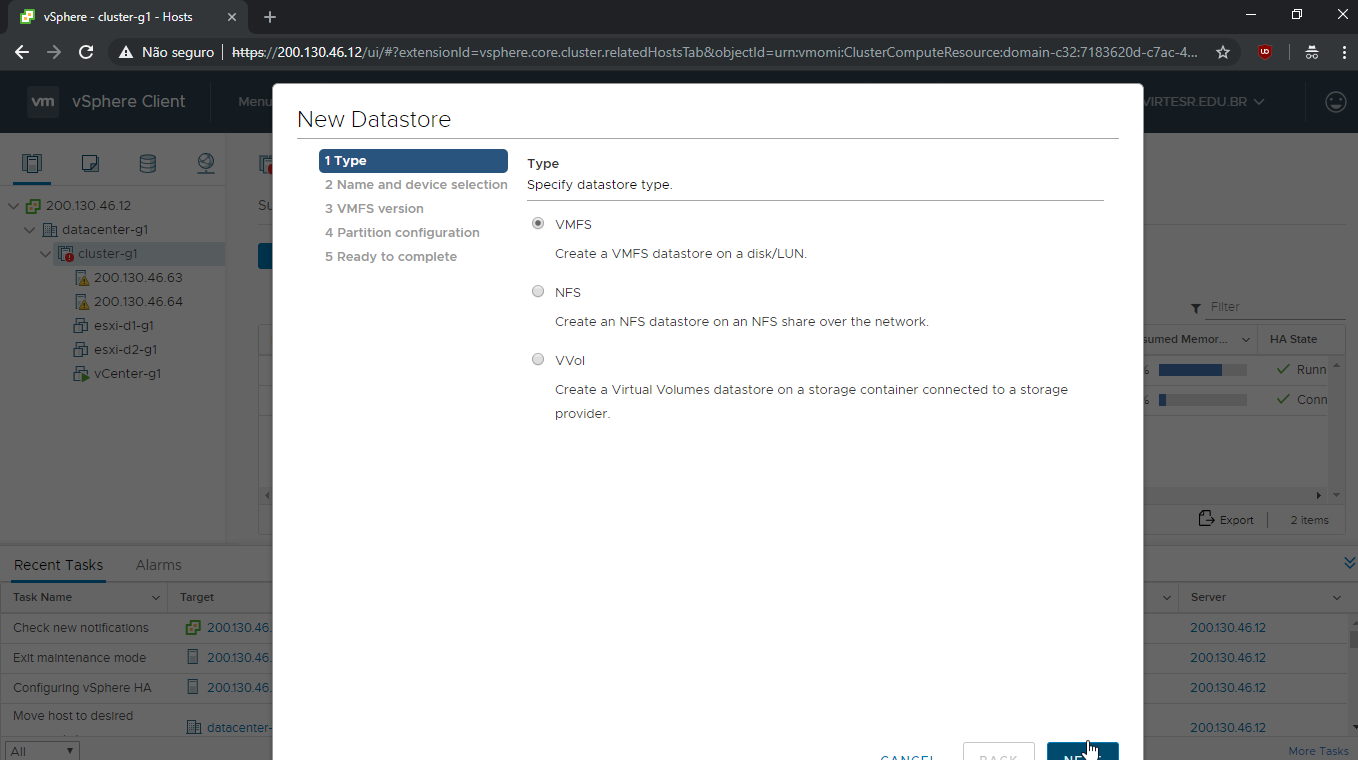 vSphere - cluster-g1 - Hosts
Não seguro
https://200.130.46.12/ui/#?extensionId=vsphere.core.cluster.relatedHostsTab&objectId=urn:vmomi:ClusterComputeResource:domain-c32:7183620d-c7ac-4...
vm vSphere Client
Menu
VIRTESR.EDU.BR
New Datastore
1 Type
2 Name and device selection
3 VMFS version
4 Partition configuration
5 Ready to complete
Type
Specify datastore type.
VMFS
Create a VMFS datastore on a disk/LUN.
NFS
Create an NFS datastore on an NFS share over the network.
VVol
Create a Virtual Volumes datastore on a storage container connected to a storage
provider.
CANCEL
BACK
200.130.46.12
datacenter-g1
cluster-g1
200.130.46.63
200.130.46.64
esxi-d1-g1
esxi-d2-g1
vCenter-g1
Su
Filter
sumed Memor...
HA State
% Runn
% Conn
Export
2 items
Recent Tasks
Alarms
Task Name
Target
Server
Check new notifications
200.130.46.
200.130.46.12
Exit maintenance mode
200.130.46.
200.130.46.12
Configuring vSphere HA
200.130.46.
200.130.46.12
Move host to desired
datacenter-
200.130.46.12
All
More Tasks